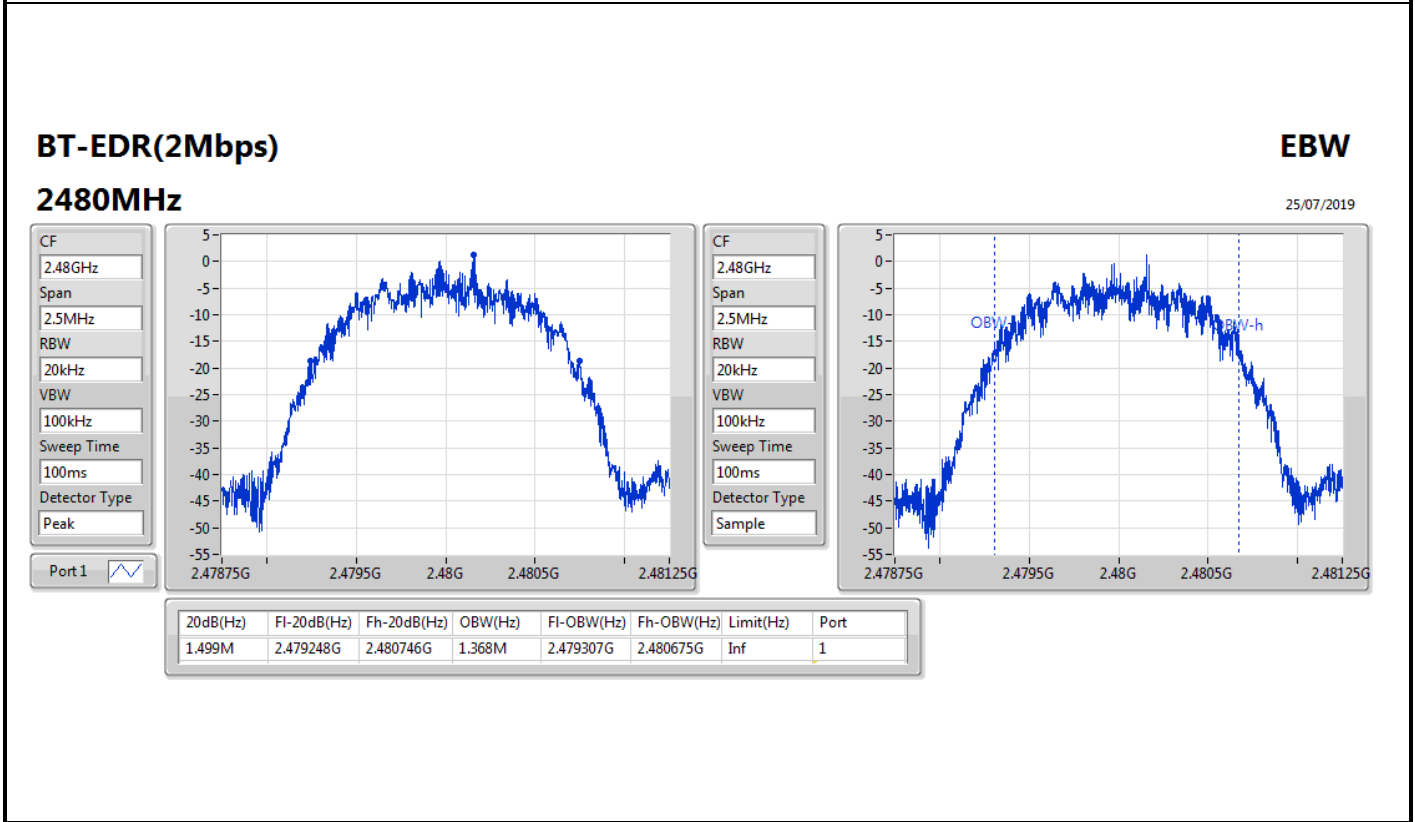 BT-EDR(2Mbps)
EBW
2480MHz
25/07/2019
CF
2.48GHz
Span
2.5MHz
RBW
20kHz
VBW
100kHz
Sweep Time
100ms
Detector Type
Peak
Port 1
5
0
-5
-10
-15
-20
-25
-30
-35
-40
-45
-50
-55
2.47875G 2.4795G 2.48G 2.4805G 2.48125G
CF
2.48GHz
Span
2.5MHz
RBW
20kHz
VBW
100kHz
Sweep Time
100ms
Detector Type
Sample
5
0
-5
-10
-15
-20
-25
-30
-35
-40
-45
-50
-55
OBW-h
2.47875G 2.4795G 2.48G 2.4805G 2.48125G
20dB(Hz) Fl-20dB(Hz) Fh-20dB(Hz) OBW(Hz) Fl-OBW(Hz) Fh-OBW(Hz) Limit(Hz) Port
1.499M 2.479248G 2.480746G 1.368M 2.479307G 2.480675G Inf 1